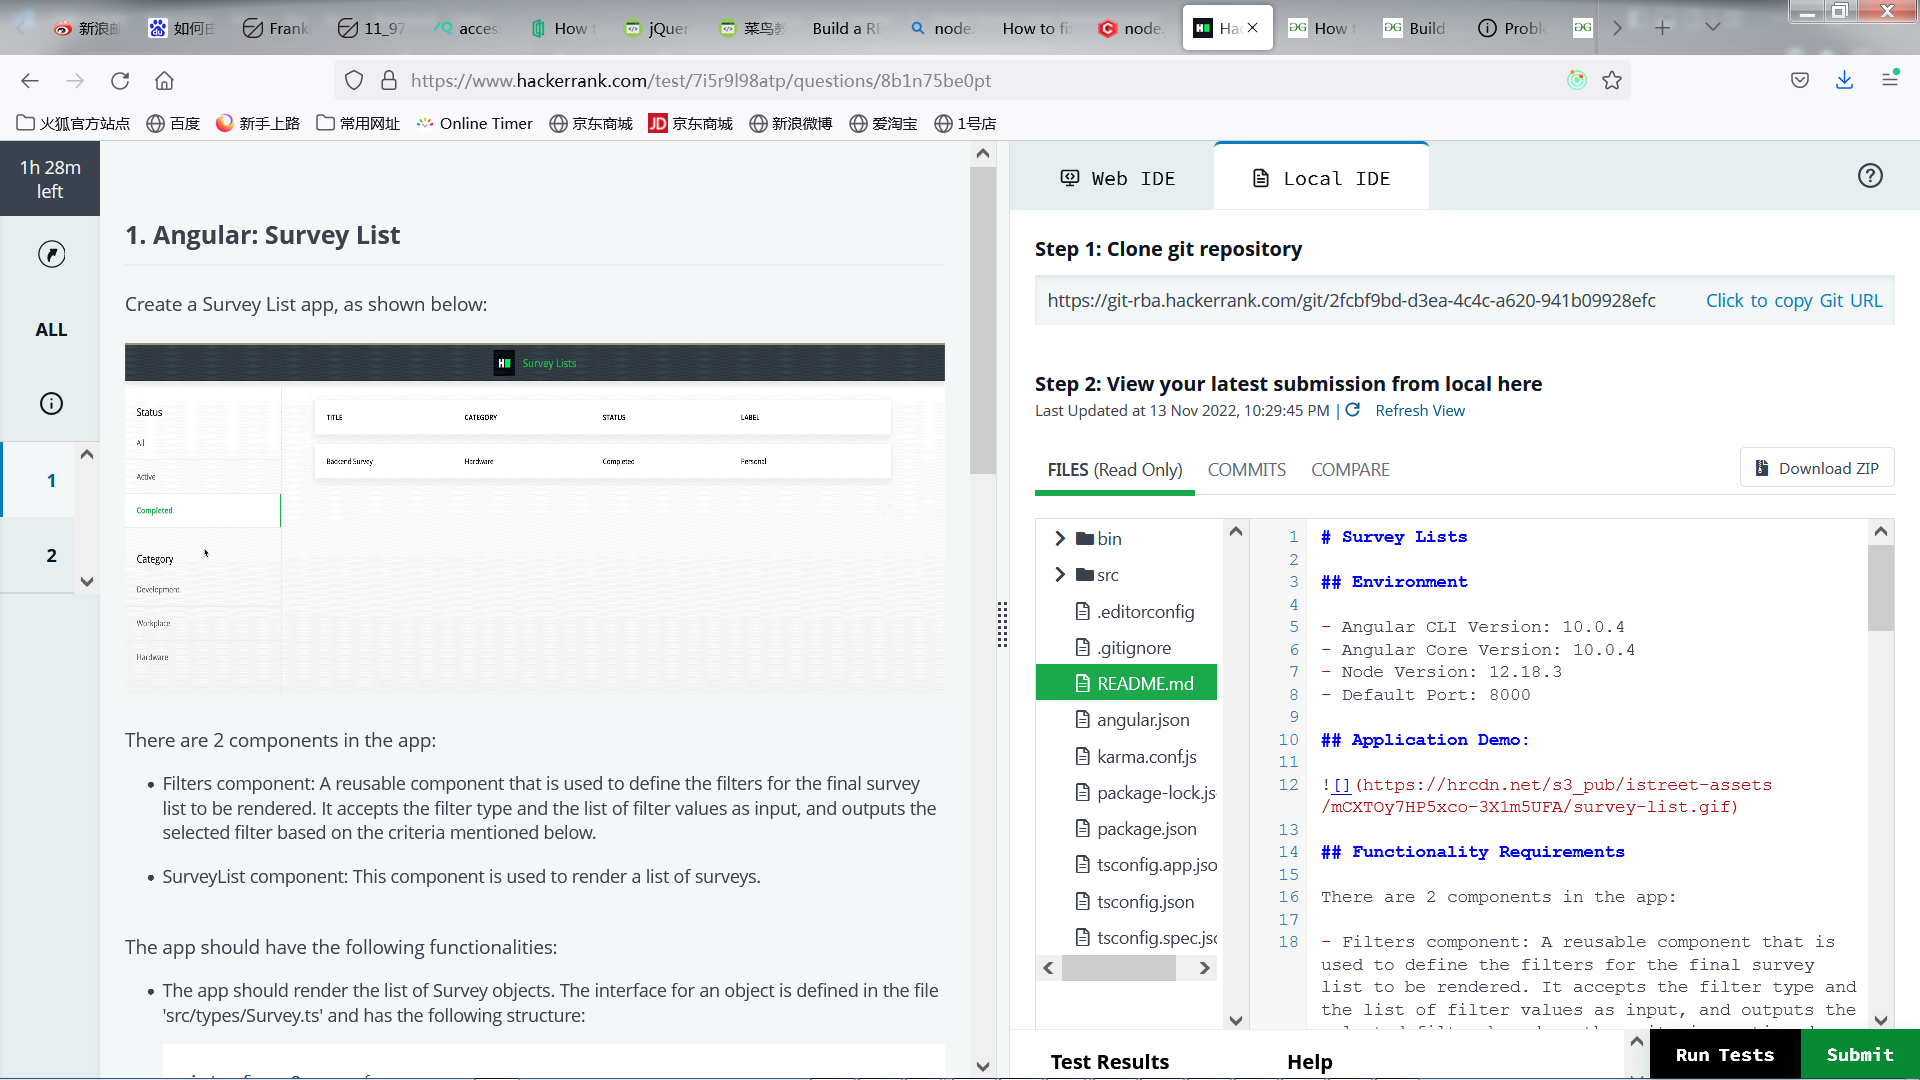 新浪邮
如何由
Frank
11_97
acces
How t
jQuer
菜鸟教
Build a RE
node.
How to fi
node.
Hac
How t
Build
Proble
https://www.hackerrank.com/test/7i5r9l98atp/questions/8b1n75be0pt
火狐官方站点
百度
新手上路
常用网址
Online Timer
京东商城
JD 京东商城
新浪微博
爱淘宝
1号店
1h 28m
left
ALL
1
2
1. Angular: Survey List
Create a Survey List app, as shown below:
Survey Lists
Status
All
Active
Completed
Category
Development
Workplace
Hardware
TITLE CATEGORY STATUS LABEL
Backend Survey Hardware Completed Personal
There are 2 components in the app:
• Filters component: A reusable component that is used to define the filters for the final survey
list to be rendered. It accepts the filter type and the list of filter values as input, and outputs the
selected filter based on the criteria mentioned below.
• SurveyList component: This component is used to render a list of surveys.
The app should have the following functionalities:
• The app should render the list of Survey objects. The interface for an object is defined in the file
'src/types/Survey.ts' and has the following structure:
Web IDE
Local IDE
Step 1: Clone git repository
https://git-rba.hackerrank.com/git/2fcbf9bd-d3ea-4c4c-a620-941b09928efc
Click to copy Git URL
Step 2: View your latest submission from local here
Last Updated at 13 Nov 2022, 10:29:45 PM | Refresh View
FILES (Read Only)
COMMITS
COMPARE
Download ZIP
bin
src
.editorconfig
.gitignore
README.md
angular.json
karma.conf.js
package-lock.js
package.json
tsconfig.app.jso
tsconfig.json
tsconfig.spec.jsc
1 # Survey Lists
2
3 ## Environment
4
5 - Angular CLI Version: 10.0.4
6 - Angular Core Version: 10.0.4
7 - Node Version: 12.18.3
8 - Default Port: 8000
9
10 ## Application Demo:
11
12 ![](https://hrcdn.net/s3_pub/istreet-assets
/mCXTOy7HP5xco-3X1m5UFA/survey-list.gif)
13
14 ## Functionality Requirements
15
16 There are 2 components in the app:
17
18 - Filters component: A reusable component that is
used to define the filters for the final survey
list to be rendered. It accepts the filter type and
the list of filter values as input, and outputs the
Test Results
Help
Run Tests
Submit